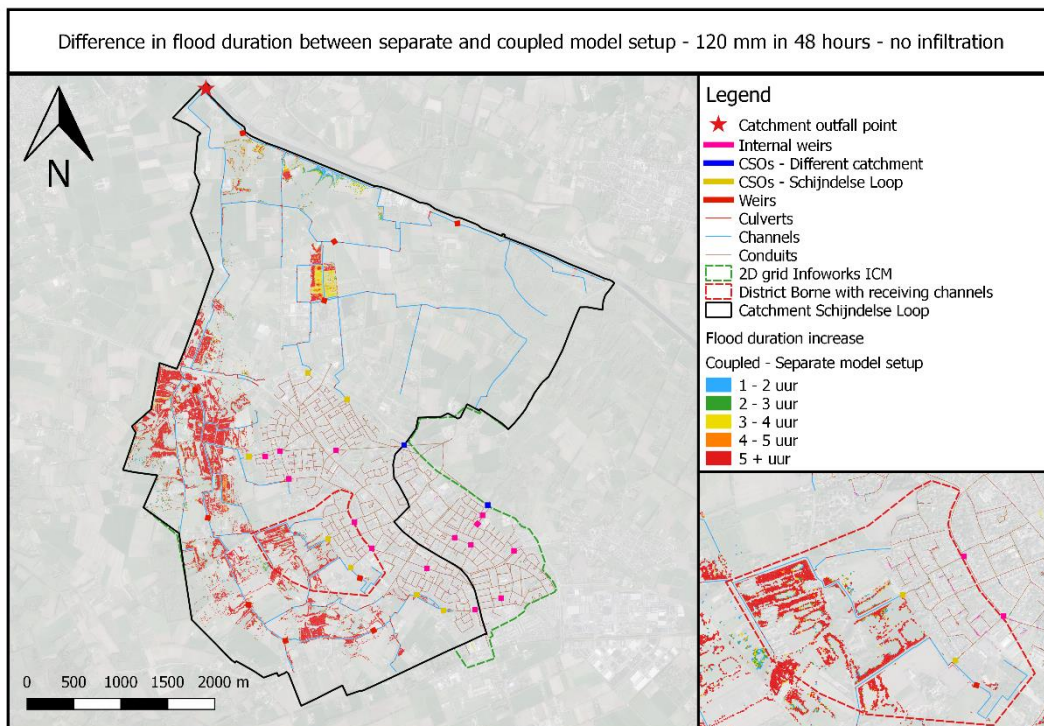 Difference in flood duration between separate and coupled model setup - 120 mm in 48 hours - no infiltration
N
0 500 1000 1500 2000 m
Legend
Catchment outfall point
Internal weirs
CSOs - Different catchment
CSOs - Schijndelse Loop
Weirs
Culverts
Channels
Conduits
2D grid Infoworks ICM
District Borne with receiving channels
Catchment Schijndelse Loop
Flood duration increase
Coupled - Separate model setup
1 - 2 uur
2 - 3 uur
3 - 4 uur
4 - 5 uur
5 + uur